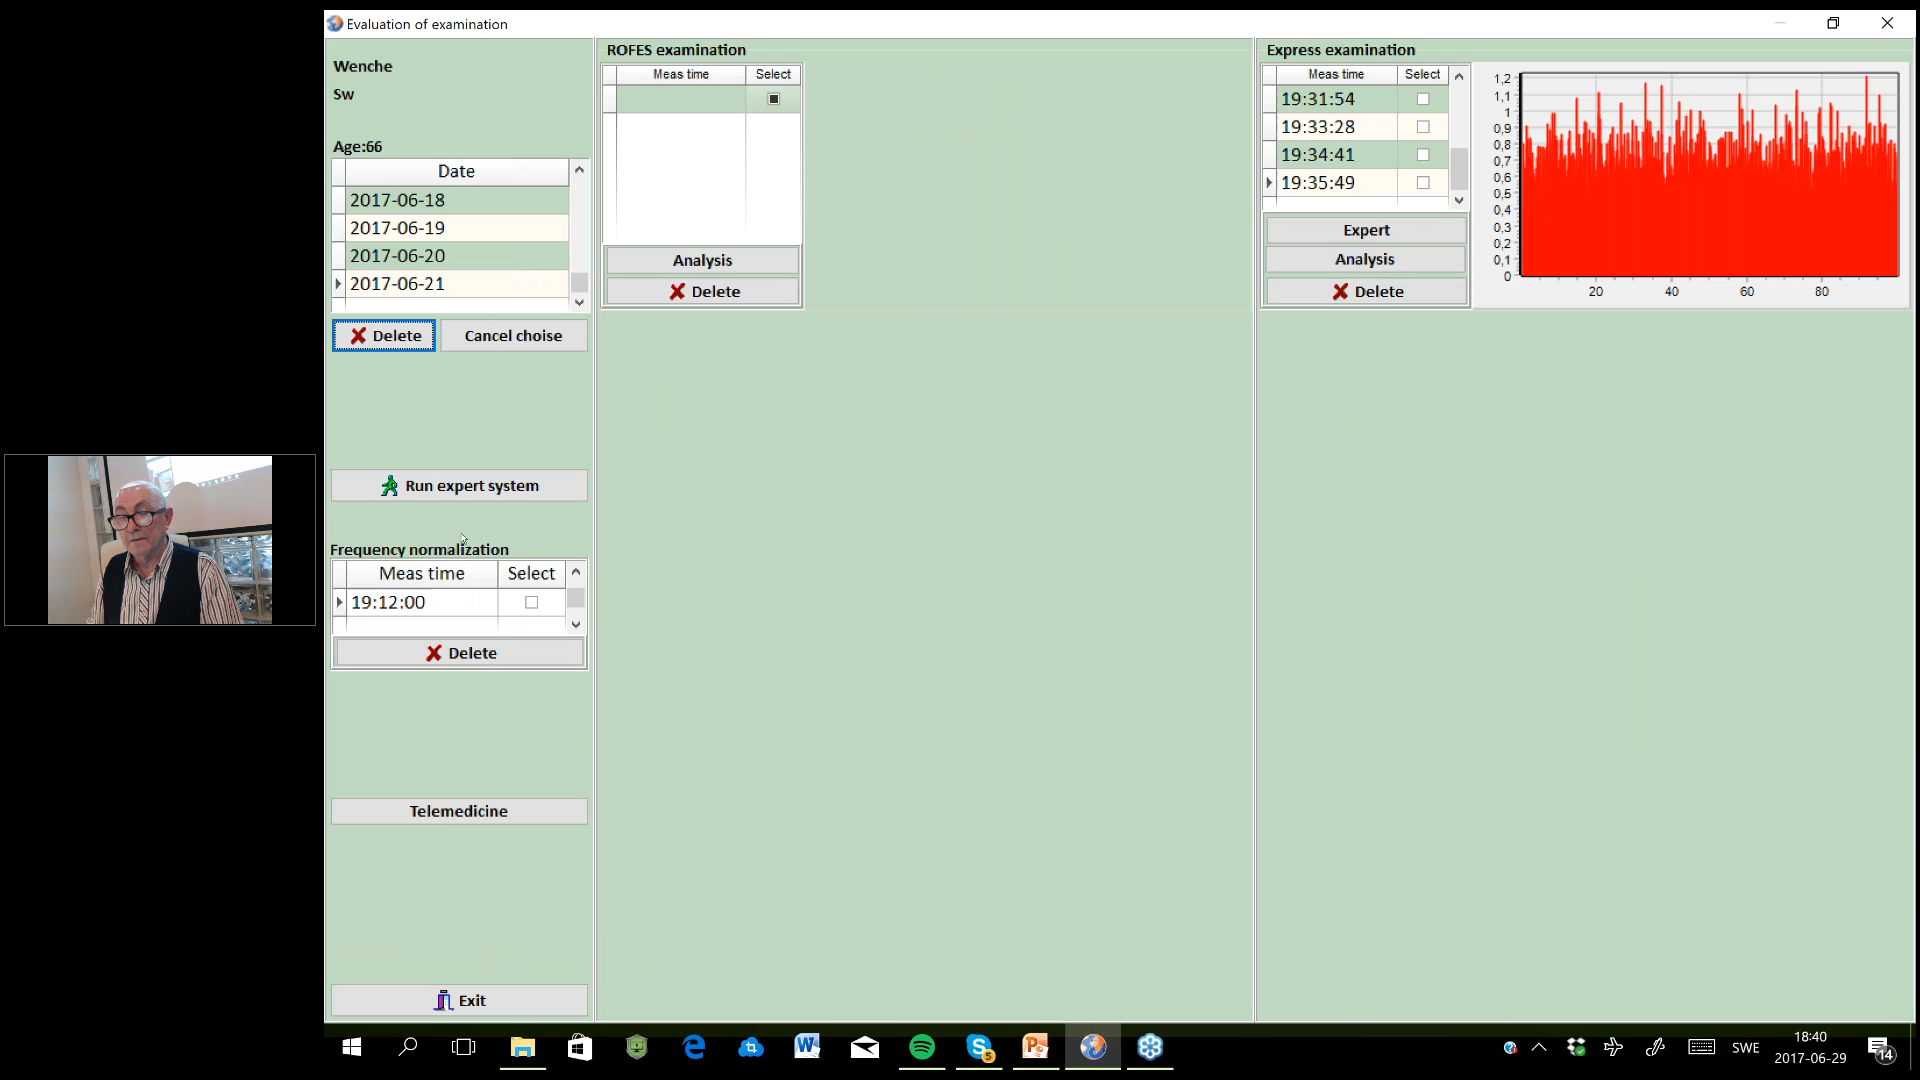 Evaluation of examination
Wenche
Sw
Age:66
Date
2017-06-18
2017-06-19
2017-06-20
2017-06-21
Delete
Cancel choise
Run expert system
Frequency normalization
Meas time Select
19:12:00
Delete
Telemedicine
Exit
ROFES examination
Meas time Select
Analysis
Delete
Express examination
Meas time Select
19:31:54
19:33:28
19:34:41
19:35:49
Expert
Analysis
Delete
1,2
1,1
1
0,9
0,8
0,7
0,6
0,5
0,4
0,3
0,2
0,1
0
20 40 60 80
5
SWE
18:40
2017-06-29
14